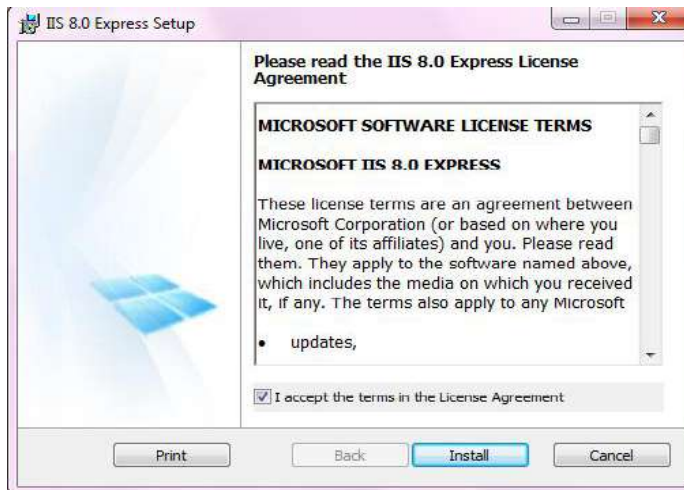 IIS 8.0 Express Setup
Please read the IIS 8.0 Express License
Agreement
MICROSOFT SOFTWARE LICENSE TERMS
MICROSOFT IIS 8.0 EXPRESS
These license terms are an agreement between
Microsoft Corporation (or based on where you
live, one of its affiliates) and you. Please read
them. They apply to the software named above,
which includes the media on which you received
it, if any. The terms also apply to any Microsoft
• updates,
I accept the terms in the License Agreement
Print
Back
Install
Cancel